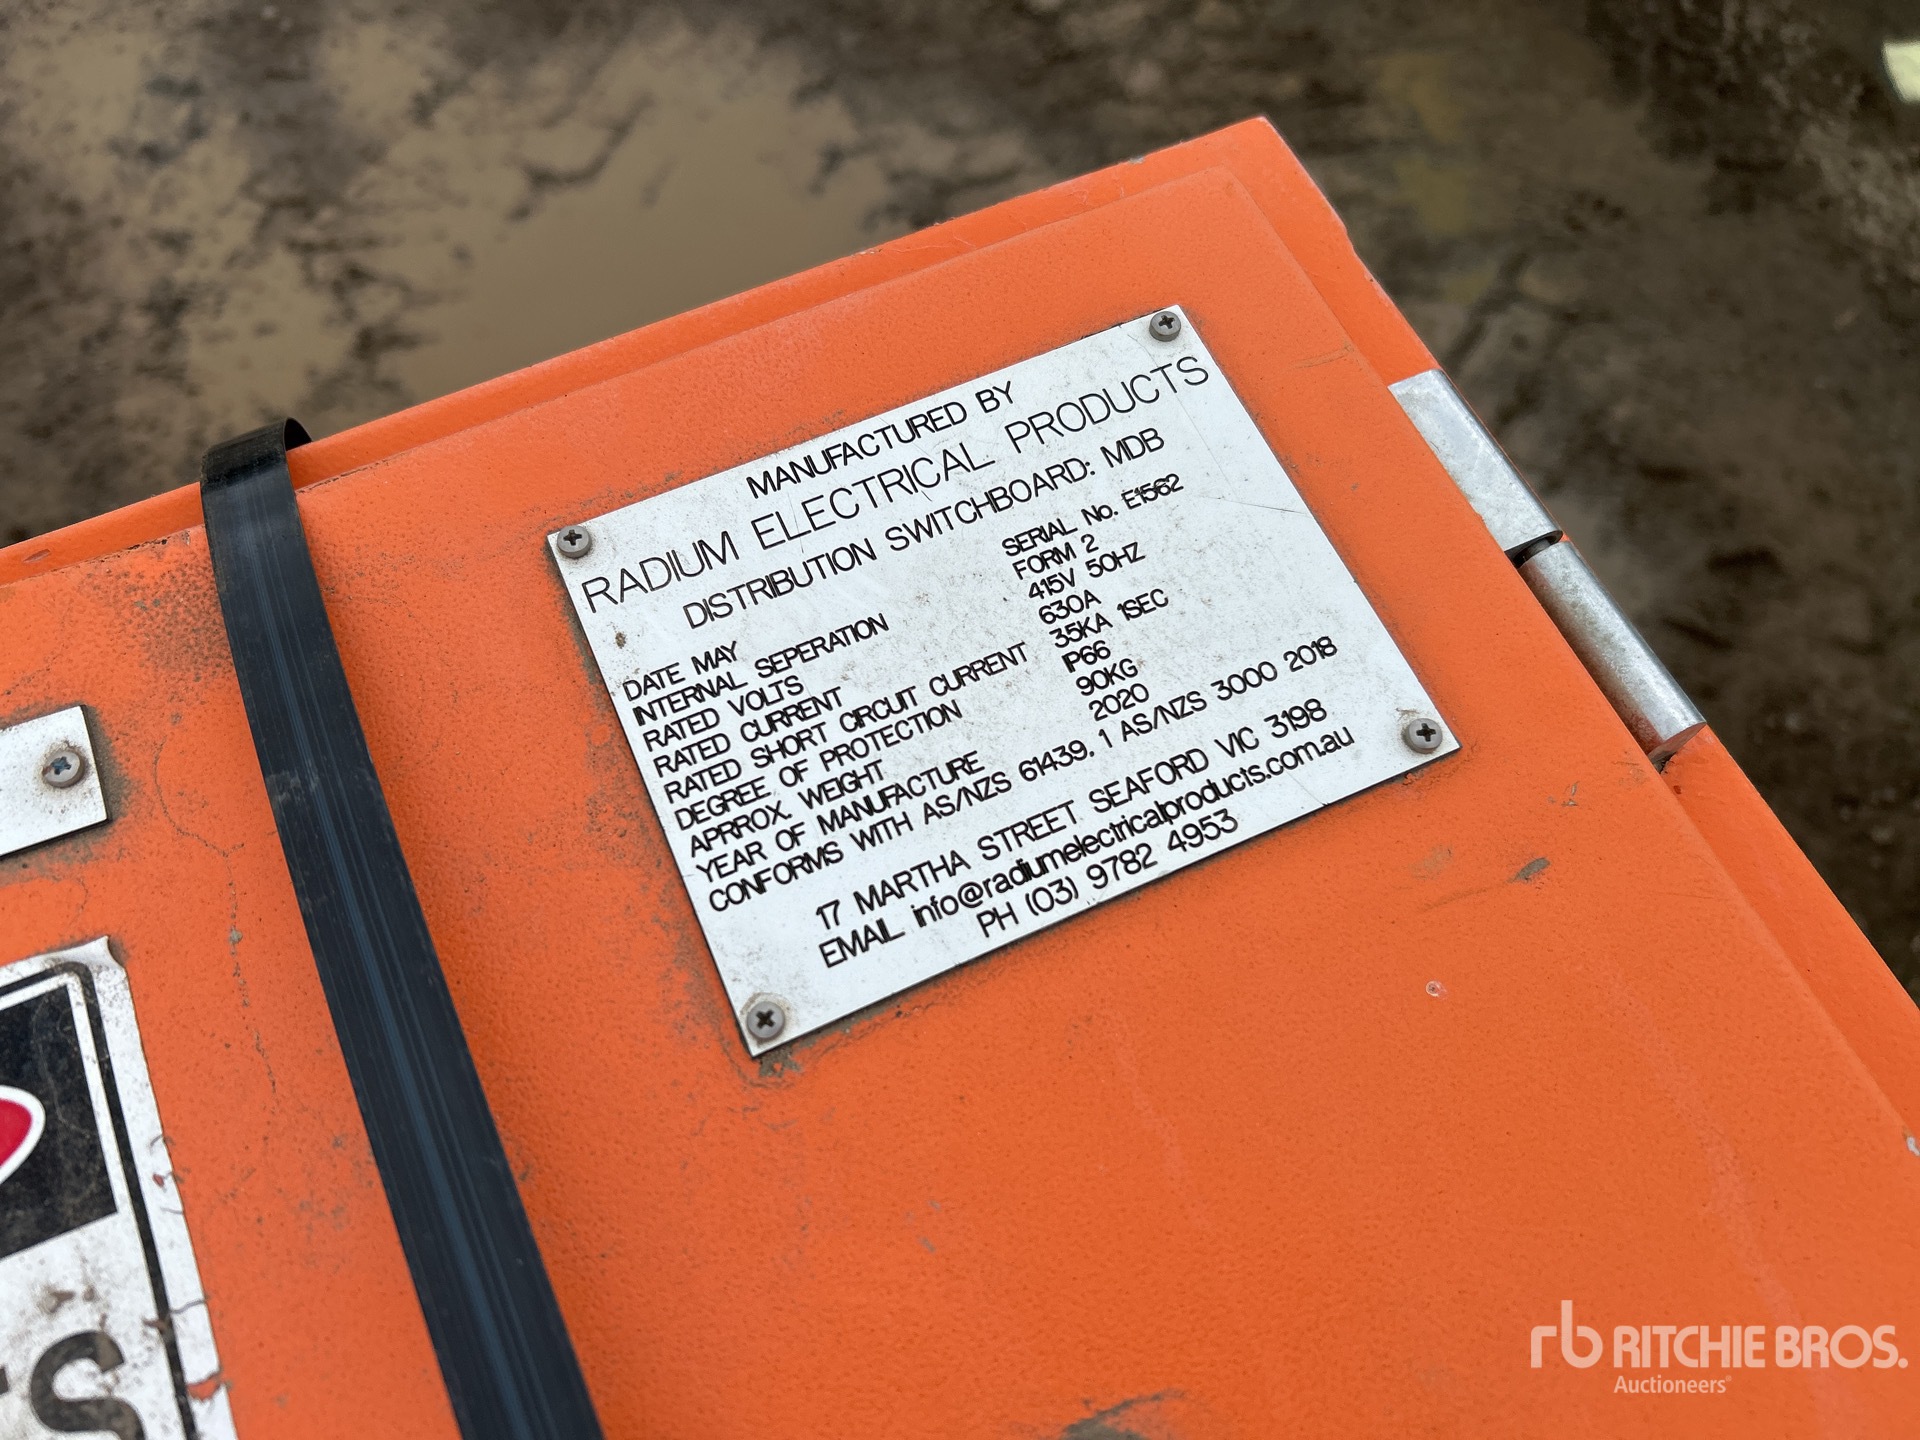 MANUFACTURED BY
RADIUM ELECTRICAL PRODUCTS
DISTRIBUTION SWITCHBOARD: MDB
DATE MAY SERIAL No. E1562
INTERNAL SEPERATION FORM 2
RATED VOLTS 415V 50HZ
RATED CURRENT 630A
RATED SHORT CIRCUIT CURRENT 35KA 1SEC
DEGREE OF PROTECTION IP66
APRROX. WEIGHT 90KG
YEAR OF MANUFACTURE 2020
CONFORMS WITH AS/NZS 61439. 1 AS/NZS 3000 2018
17 MARTHA STREET SEAFORD VIC 3198
EMAIL info@radiumelectricalproducts.com.au
PH (03) 9782 4953
rb RITCHIE BROS.
Auctioneers